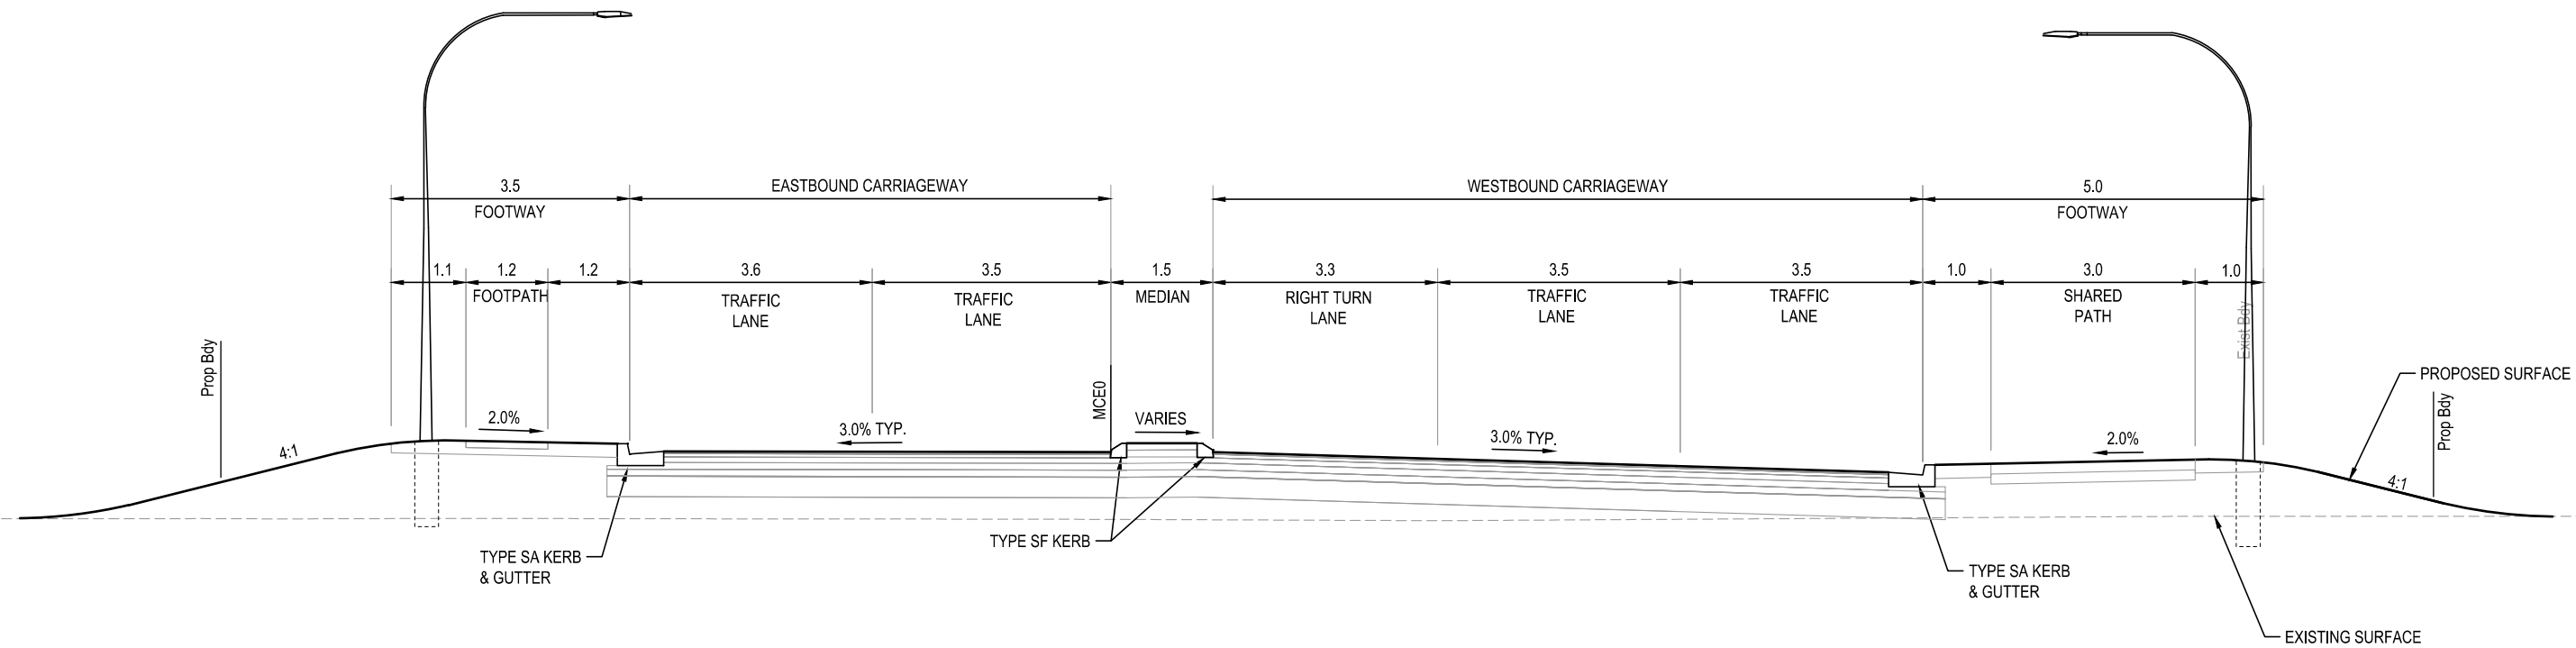 3.5
EASTBOUND CARRIAGEWAY
WESTBOUND CARRIAGEWAY
5.0
FOOTWAY
FOOTWAY
1.1
1.2
1.2
3.6
3.5
1.5
3.3
3.5
3.5
1.0
3.0
1.0
FOOTPATH
TRAFFIC
LANE
TRAFFIC
LANE
MEDIAN
RIGHT TURN
LANE
TRAFFIC
LANE
TRAFFIC
LANE
SHARED
PATH
Exist Bdy
Prop Bdy
PROPOSED SURFACE
MCE0
Prop Bdy
2.0%
3.0% TYP.
VARIES
3.0% TYP.
2.0%
4:1
4:1
TYPE SA KERB
& GUTTER
TYPE SF KERB
TYPE SA KERB
& GUTTER
EXISTING SURFACE